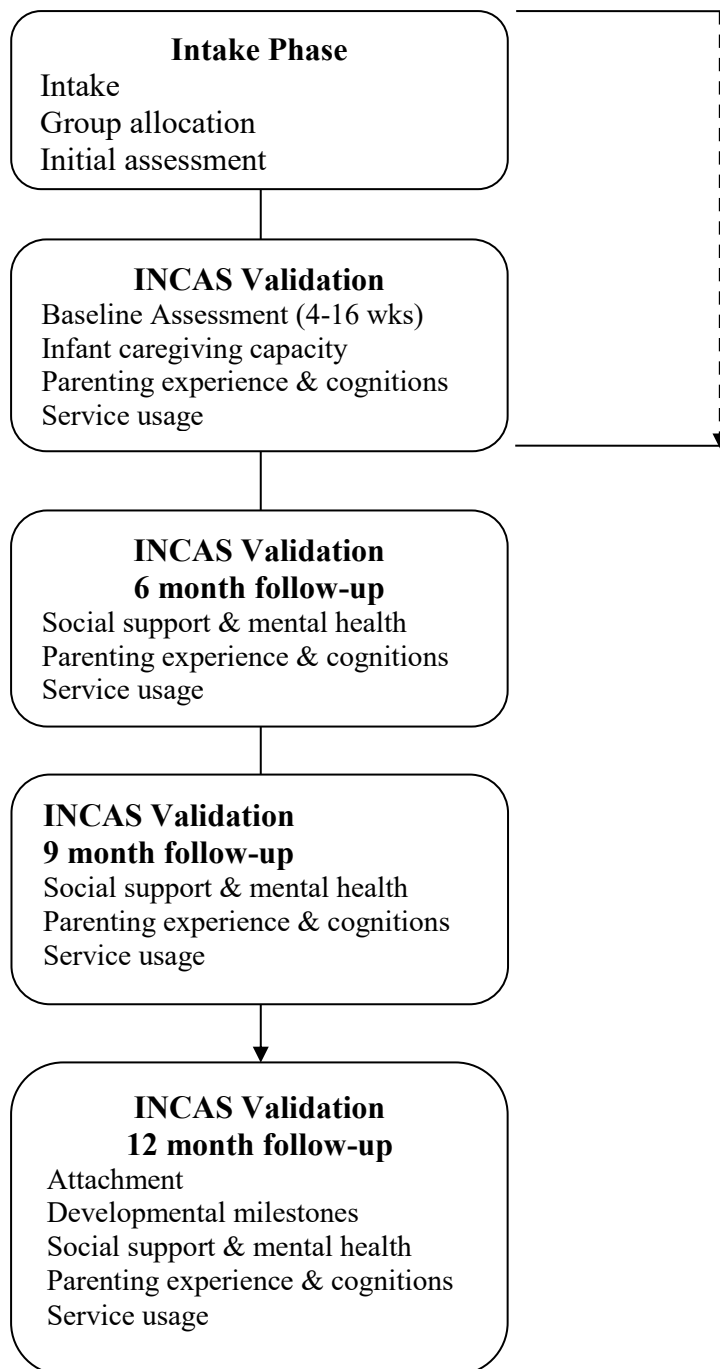 Intake Phase
Intake
Group allocation
Initial assessment
INCAS Validation
Baseline Assessment (4-16 wks)
Infant caregiving capacity
Parenting experience & cognitions
Service usage
INCAS Validation
6 month follow-up
Social support & mental health
Parenting experience & cognitions
Service usage
INCAS Validation
9 month follow-up
Social support & mental health
Parenting experience & cognitions
Service usage
INCAS Validation
12 month follow-up
Attachment
Developmental milestones
Social support & mental health
Parenting experience & cognitions
Service usage